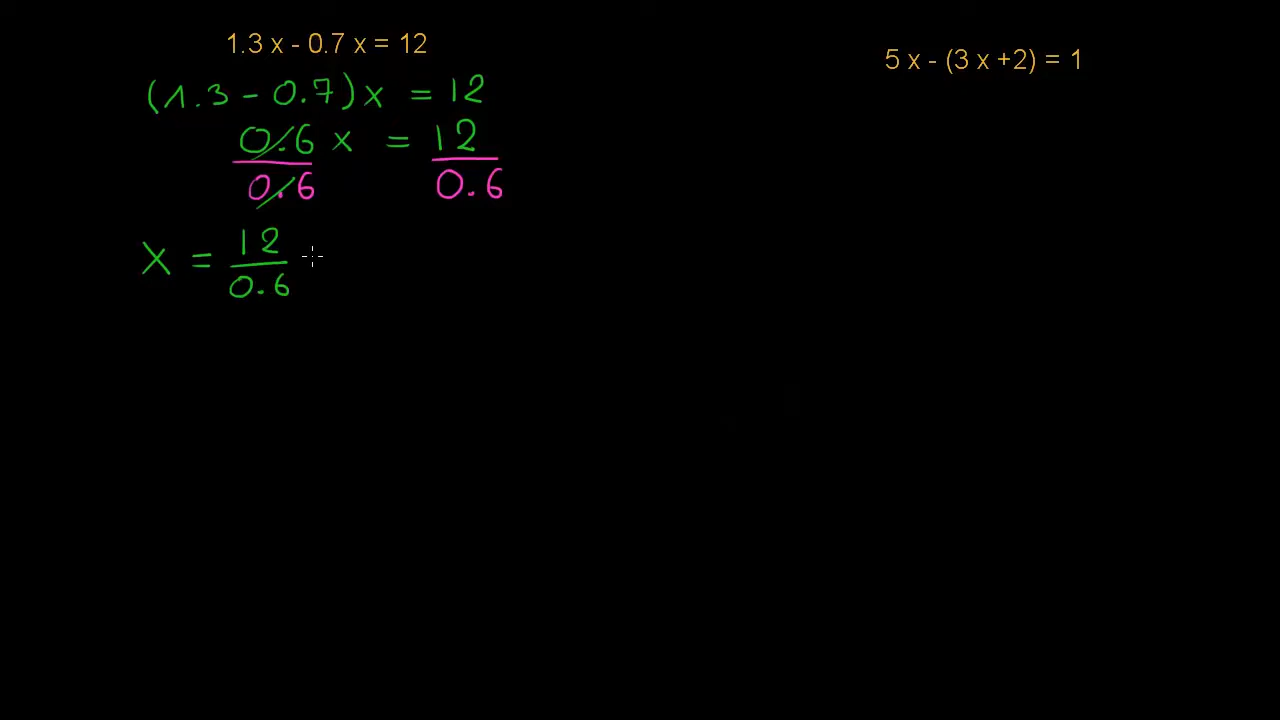 1.3 x - 0.7 x = 12
(1.3 - 0.7) x = 12
0.6 x = 12
0.6 0.6
x = 12
0.6
5 x - (3 x +2) = 1